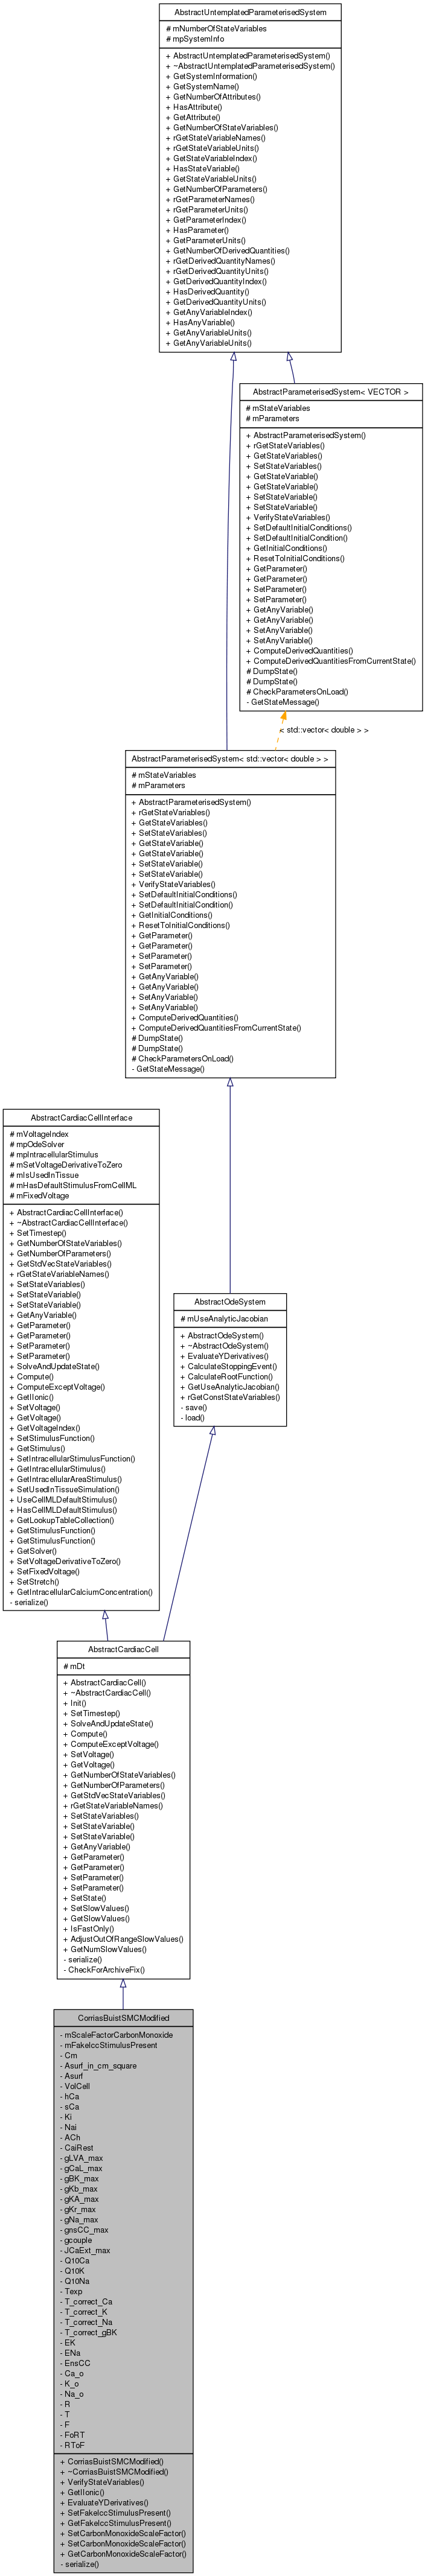 AbstractUntemplatedParameterisedSystem
# mNumberOfStateVariables
# mpSystemInfo
+ AbstractUntemplatedParameterisedSystem()
+ ~AbstractUntemplatedParameterisedSystem()
+ GetSystemInformation()
+ GetSystemName()
+ GetNumberOfAttributes()
+ HasAttribute()
+ GetAttribute()
+ GetNumberOfStateVariables()
+ rGetStateVariableNames()
+ rGetStateVariableUnits()
+ GetStateVariableIndex()
+ HasStateVariable()
+ GetStateVariableUnits()
+ GetNumberOfParameters()
+ rGetParameterNames()
+ rGetParameterUnits()
+ GetParameterIndex()
+ HasParameter()
+ GetParameterUnits()
+ GetNumberOfDerivedQuantities()
+ rGetDerivedQuantityNames()
+ rGetDerivedQuantityUnits()
+ GetDerivedQuantityIndex()
+ HasDerivedQuantity()
+ GetDerivedQuantityUnits()
+ GetAnyVariableIndex()
+ HasAnyVariable()
+ GetAnyVariableUnits()
+ GetAnyVariableUnits()
AbstractParameterisedSystem< VECTOR >
# mStateVariables
# mParameters
+ AbstractParameterisedSystem()
+ rGetStateVariables()
+ GetStateVariables()
+ SetStateVariables()
+ GetStateVariable()
+ GetStateVariable()
+ SetStateVariable()
+ SetStateVariable()
+ VerifyStateVariables()
+ SetDefaultInitialConditions()
+ SetDefaultInitialCondition()
+ GetInitialConditions()
+ ResetToInitialConditions()
+ GetParameter()
+ GetParameter()
+ SetParameter()
+ SetParameter()
+ GetAnyVariable()
+ GetAnyVariable()
+ SetAnyVariable()
+ SetAnyVariable()
+ ComputeDerivedQuantities()
+ ComputeDerivedQuantitiesFromCurrentState()
# DumpState()
# DumpState()
# CheckParametersOnLoad()
- GetStateMessage()
< std::vector< double > >
AbstractParameterisedSystem< std::vector< double > >
# mStateVariables
# mParameters
+ AbstractParameterisedSystem()
+ rGetStateVariables()
+ GetStateVariables()
+ SetStateVariables()
+ GetStateVariable()
+ GetStateVariable()
+ SetStateVariable()
+ SetStateVariable()
+ VerifyStateVariables()
+ SetDefaultInitialConditions()
+ SetDefaultInitialCondition()
+ GetInitialConditions()
+ ResetToInitialConditions()
+ GetParameter()
+ GetParameter()
+ SetParameter()
+ SetParameter()
+ GetAnyVariable()
+ GetAnyVariable()
+ SetAnyVariable()
+ SetAnyVariable()
+ ComputeDerivedQuantities()
+ ComputeDerivedQuantitiesFromCurrentState()
# DumpState()
# DumpState()
# CheckParametersOnLoad()
- GetStateMessage()
AbstractCardiacCellInterface
# mVoltageIndex
# mpOdeSolver
# mpIntracellularStimulus
# mSetVoltageDerivativeToZero
# mIsUsedInTissue
# mHasDefaultStimulusFromCellML
# mFixedVoltage
+ AbstractCardiacCellInterface()
+ ~AbstractCardiacCellInterface()
+ SetTimestep()
+ GetNumberOfStateVariables()
+ GetNumberOfParameters()
+ GetStdVecStateVariables()
+ rGetStateVariableNames()
+ SetStateVariables()
+ SetStateVariable()
+ SetStateVariable()
+ GetAnyVariable()
+ GetParameter()
+ GetParameter()
+ SetParameter()
+ SetParameter()
+ SolveAndUpdateState()
+ Compute()
+ ComputeExceptVoltage()
+ GetIIonic()
+ SetVoltage()
+ GetVoltage()
+ GetVoltageIndex()
+ SetStimulusFunction()
+ GetStimulus()
+ SetIntracellularStimulusFunction()
+ GetIntracellularStimulus()
+ GetIntracellularAreaStimulus()
+ SetUsedInTissueSimulation()
+ UseCellMLDefaultStimulus()
+ HasCellMLDefaultStimulus()
+ GetLookupTableCollection()
+ GetStimulusFunction()
+ GetStimulusFunction()
+ GetSolver()
+ SetVoltageDerivativeToZero()
+ SetFixedVoltage()
+ SetStretch()
+ GetIntracellularCalciumConcentration()
- serialize()
AbstractOdeSystem
# mUseAnalyticJacobian
+ AbstractOdeSystem()
+ ~AbstractOdeSystem()
+ EvaluateYDerivatives()
+ CalculateStoppingEvent()
+ CalculateRootFunction()
+ GetUseAnalyticJacobian()
+ rGetConstStateVariables()
- save()
- load()
AbstractCardiacCell
# mDt
+ AbstractCardiacCell()
+ ~AbstractCardiacCell()
+ Init()
+ SetTimestep()
+ SolveAndUpdateState()
+ Compute()
+ ComputeExceptVoltage()
+ SetVoltage()
+ GetVoltage()
+ GetNumberOfStateVariables()
+ GetNumberOfParameters()
+ GetStdVecStateVariables()
+ rGetStateVariableNames()
+ SetStateVariables()
+ SetStateVariable()
+ SetStateVariable()
+ GetAnyVariable()
+ GetParameter()
+ GetParameter()
+ SetParameter()
+ SetParameter()
+ SetState()
+ SetSlowValues()
+ GetSlowValues()
+ IsFastOnly()
+ AdjustOutOfRangeSlowValues()
+ GetNumSlowValues()
- serialize()
- CheckForArchiveFix()
CorriasBuistSMCModified
- mScaleFactorCarbonMonoxide
- mFakeIccStimulusPresent
- Cm
- Asurf_in_cm_square
- Asurf
- VolCell
- hCa
- sCa
- Ki
- Nai
- ACh
- CaiRest
- gLVA_max
- gCaL_max
- gBK_max
- gKb_max
- gKA_max
- gKr_max
- gNa_max
- gnsCC_max
- gcouple
- JCaExt_max
- Q10Ca
- Q10K
- Q10Na
- Texp
- T_correct_Ca
- T_correct_K
- T_correct_Na
- T_correct_gBK
- EK
- ENa
- EnsCC
- Ca_o
- K_o
- Na_o
- R
- T
- F
- FoRT
- RToF
+ CorriasBuistSMCModified()
+ ~CorriasBuistSMCModified()
+ VerifyStateVariables()
+ GetIIonic()
+ EvaluateYDerivatives()
+ SetFakeIccStimulusPresent()
+ GetFakeIccStimulusPresent()
+ SetCarbonMonoxideScaleFactor()
+ SetCarbonMonoxideScaleFactor()
+ GetCarbonMonoxideScaleFactor()
- serialize()